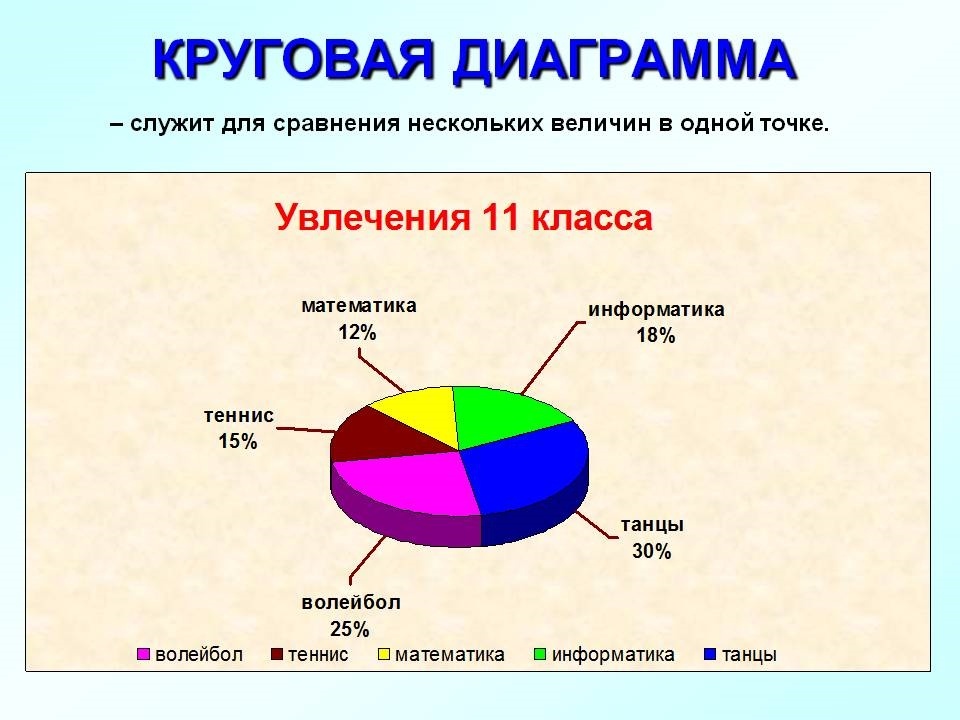 КРУГОВАЯ ДИАГРАММА
– служит для сравнения нескольких величин в одной точке.
Увлечения 11 класса
математика
12%
информатика
18%
теннис
15%
танцы
30%
волейбол
25%
волейбол теннис математика информатика танцы